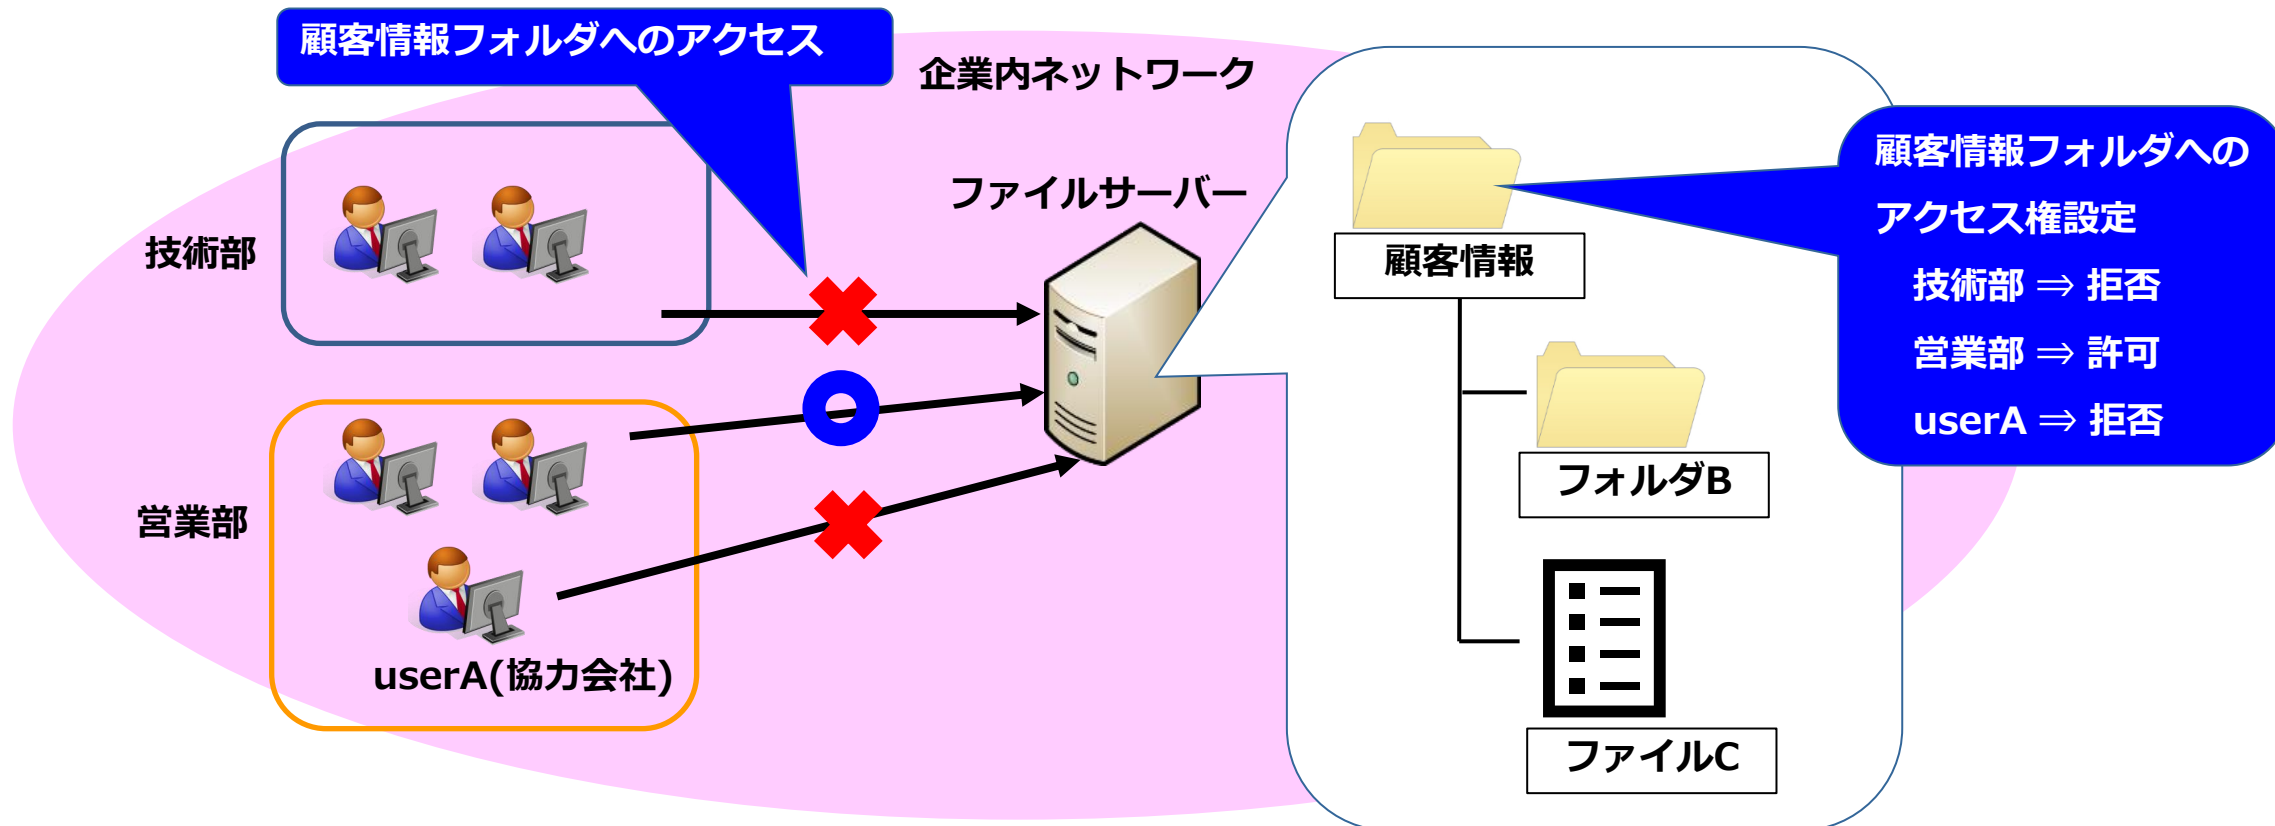 顧客情報フォルダへのアクセス
企業内ネットワーク
ファイルサーバー
技術部
営業部
userA(協力会社)
顧客情報
フォルダB
ファイルC
顧客情報フォルダへの
アクセス権設定
技術部 ⇒ 拒否
営業部 ⇒ 許可
userA ⇒ 拒否